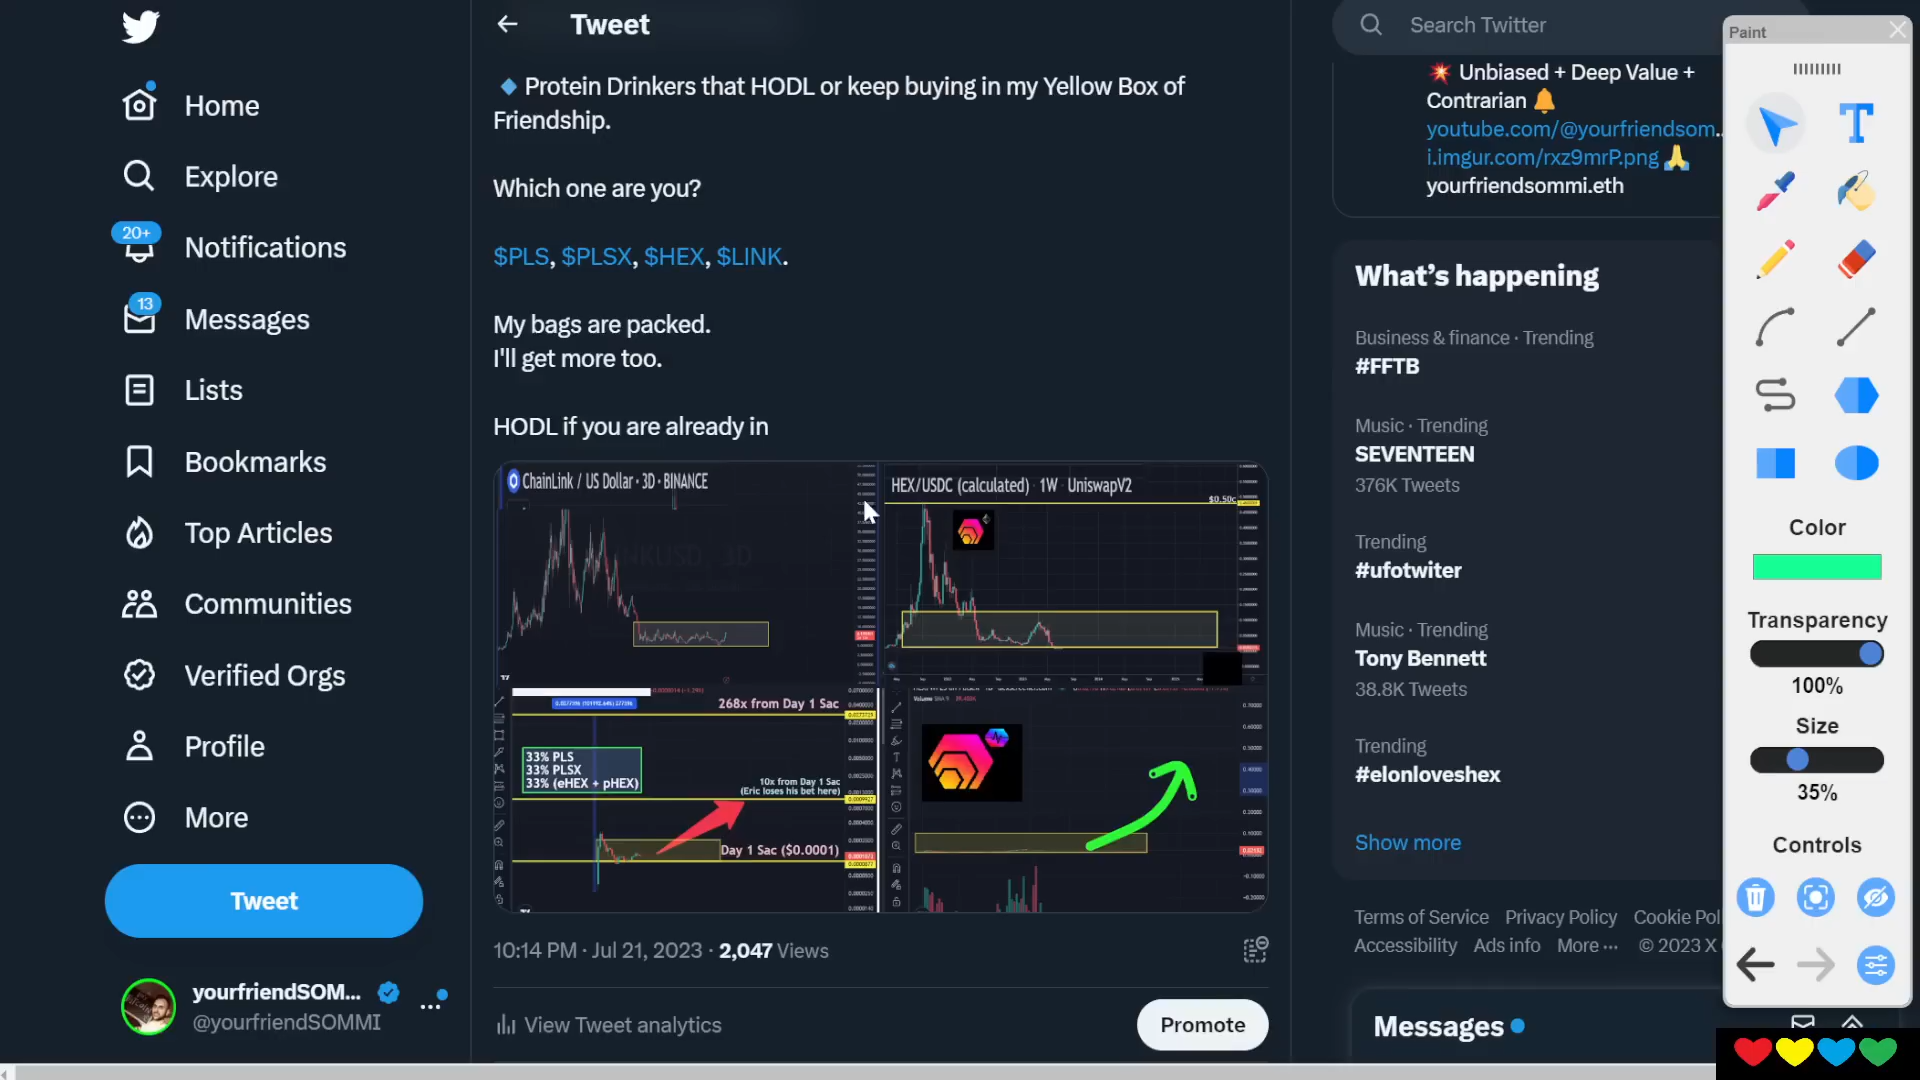 Tweet
Search Twitter
Paint
Home
Explore
20+
Notifications
13
Messages
Lists
Bookmarks
Top Articles
Communities
Verified Orgs
Profile
More
Tweet
yourfriendSOM...
@yourfriendSOMMI
Protein Drinkers that HODL or keep buying in my Yellow Box of
Friendship.
Which one are you?
$PLS, $PLSX, $HEX, $LINK.
My bags are packed.
I'll get more too.
HODL if you are already in
ChainLink / US Dollar · 3D · BINANCE
HEX/USDC (calculated) 1W UniswapV2
$0.50c
268x from Day 1 Sac
33% PLS
33% PLSX
33% (eHEX + pHEX)
10x from Day 1 Sac
(Eric loses his bet here)
Day 1 Sac ($0.0001)
10:14 PM · Jul 21, 2023 · 2,047 Views
View Tweet analytics
Promote
Unbiased + Deep Value +
Contrarian
youtube.com/@yourfriendsom...
i.imgur.com/rxz9mrP.png
yourfriendsommi.eth
What's happening
Business & finance · Trending
#FFTB
Music · Trending
SEVENTEEN
376K Tweets
Trending
#ufotwiter
Music · Trending
Tony Bennett
38.8K Tweets
Trending
#elonloveshex
Show more
Terms of Service Privacy Policy Cookie Pol
Accessibility Ads info More ··· © 2023 X
Messages
T
Color
Transparency
100%
Size
35%
Controls